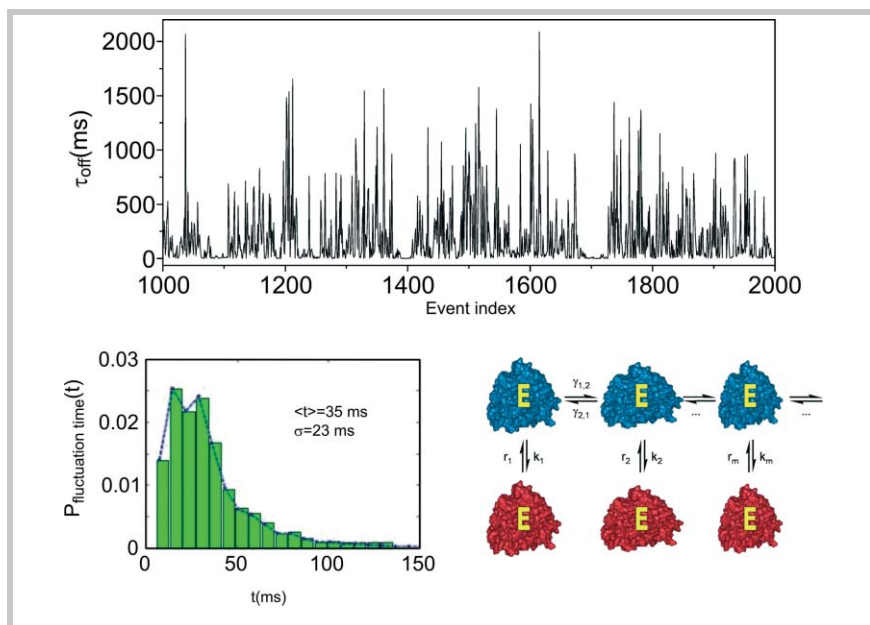 τoff(ms)
2000
1500
1000
500
0
1000 1200 1400 1600 1800 2000
Event index
Pfluctuation time(t)
0.03
0.02
0.01
0
<t>=35 ms
σ=23 ms
0 50 100 150
t(ms)
E γ1,2 E E
γ2,1 ... ...
r1 k1 r2 k2 rm km
E E E